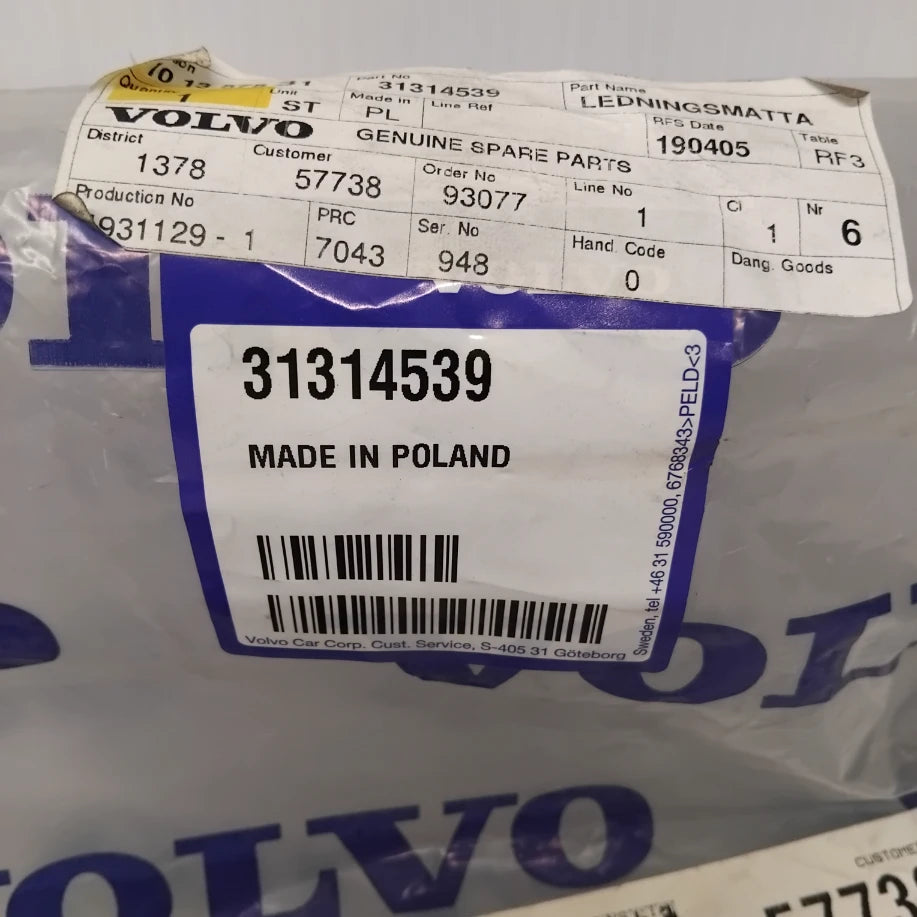 Part No
31314539
Part Name
LEDNINGSMATTA
Unit
ST
1
Made in
PL
Line Ref
RFS Date
190405
Table
RF3
VOLVO
GENUINE SPARE PARTS
District
1378
Customer
57738
Order No
93077
Line No
1
Cl
1
Nr
6
Production No
931129 - 1
PRC
7043
Ser. No
948
Hand. Code
0
Dang. Goods
31314539
MADE IN POLAND
Volvo Car Corp. Cust. Service, S-405 31 Göteborg
Sweden, tel +46 31 590000, 6768343>PELD<3
VOLVO
VOLVO